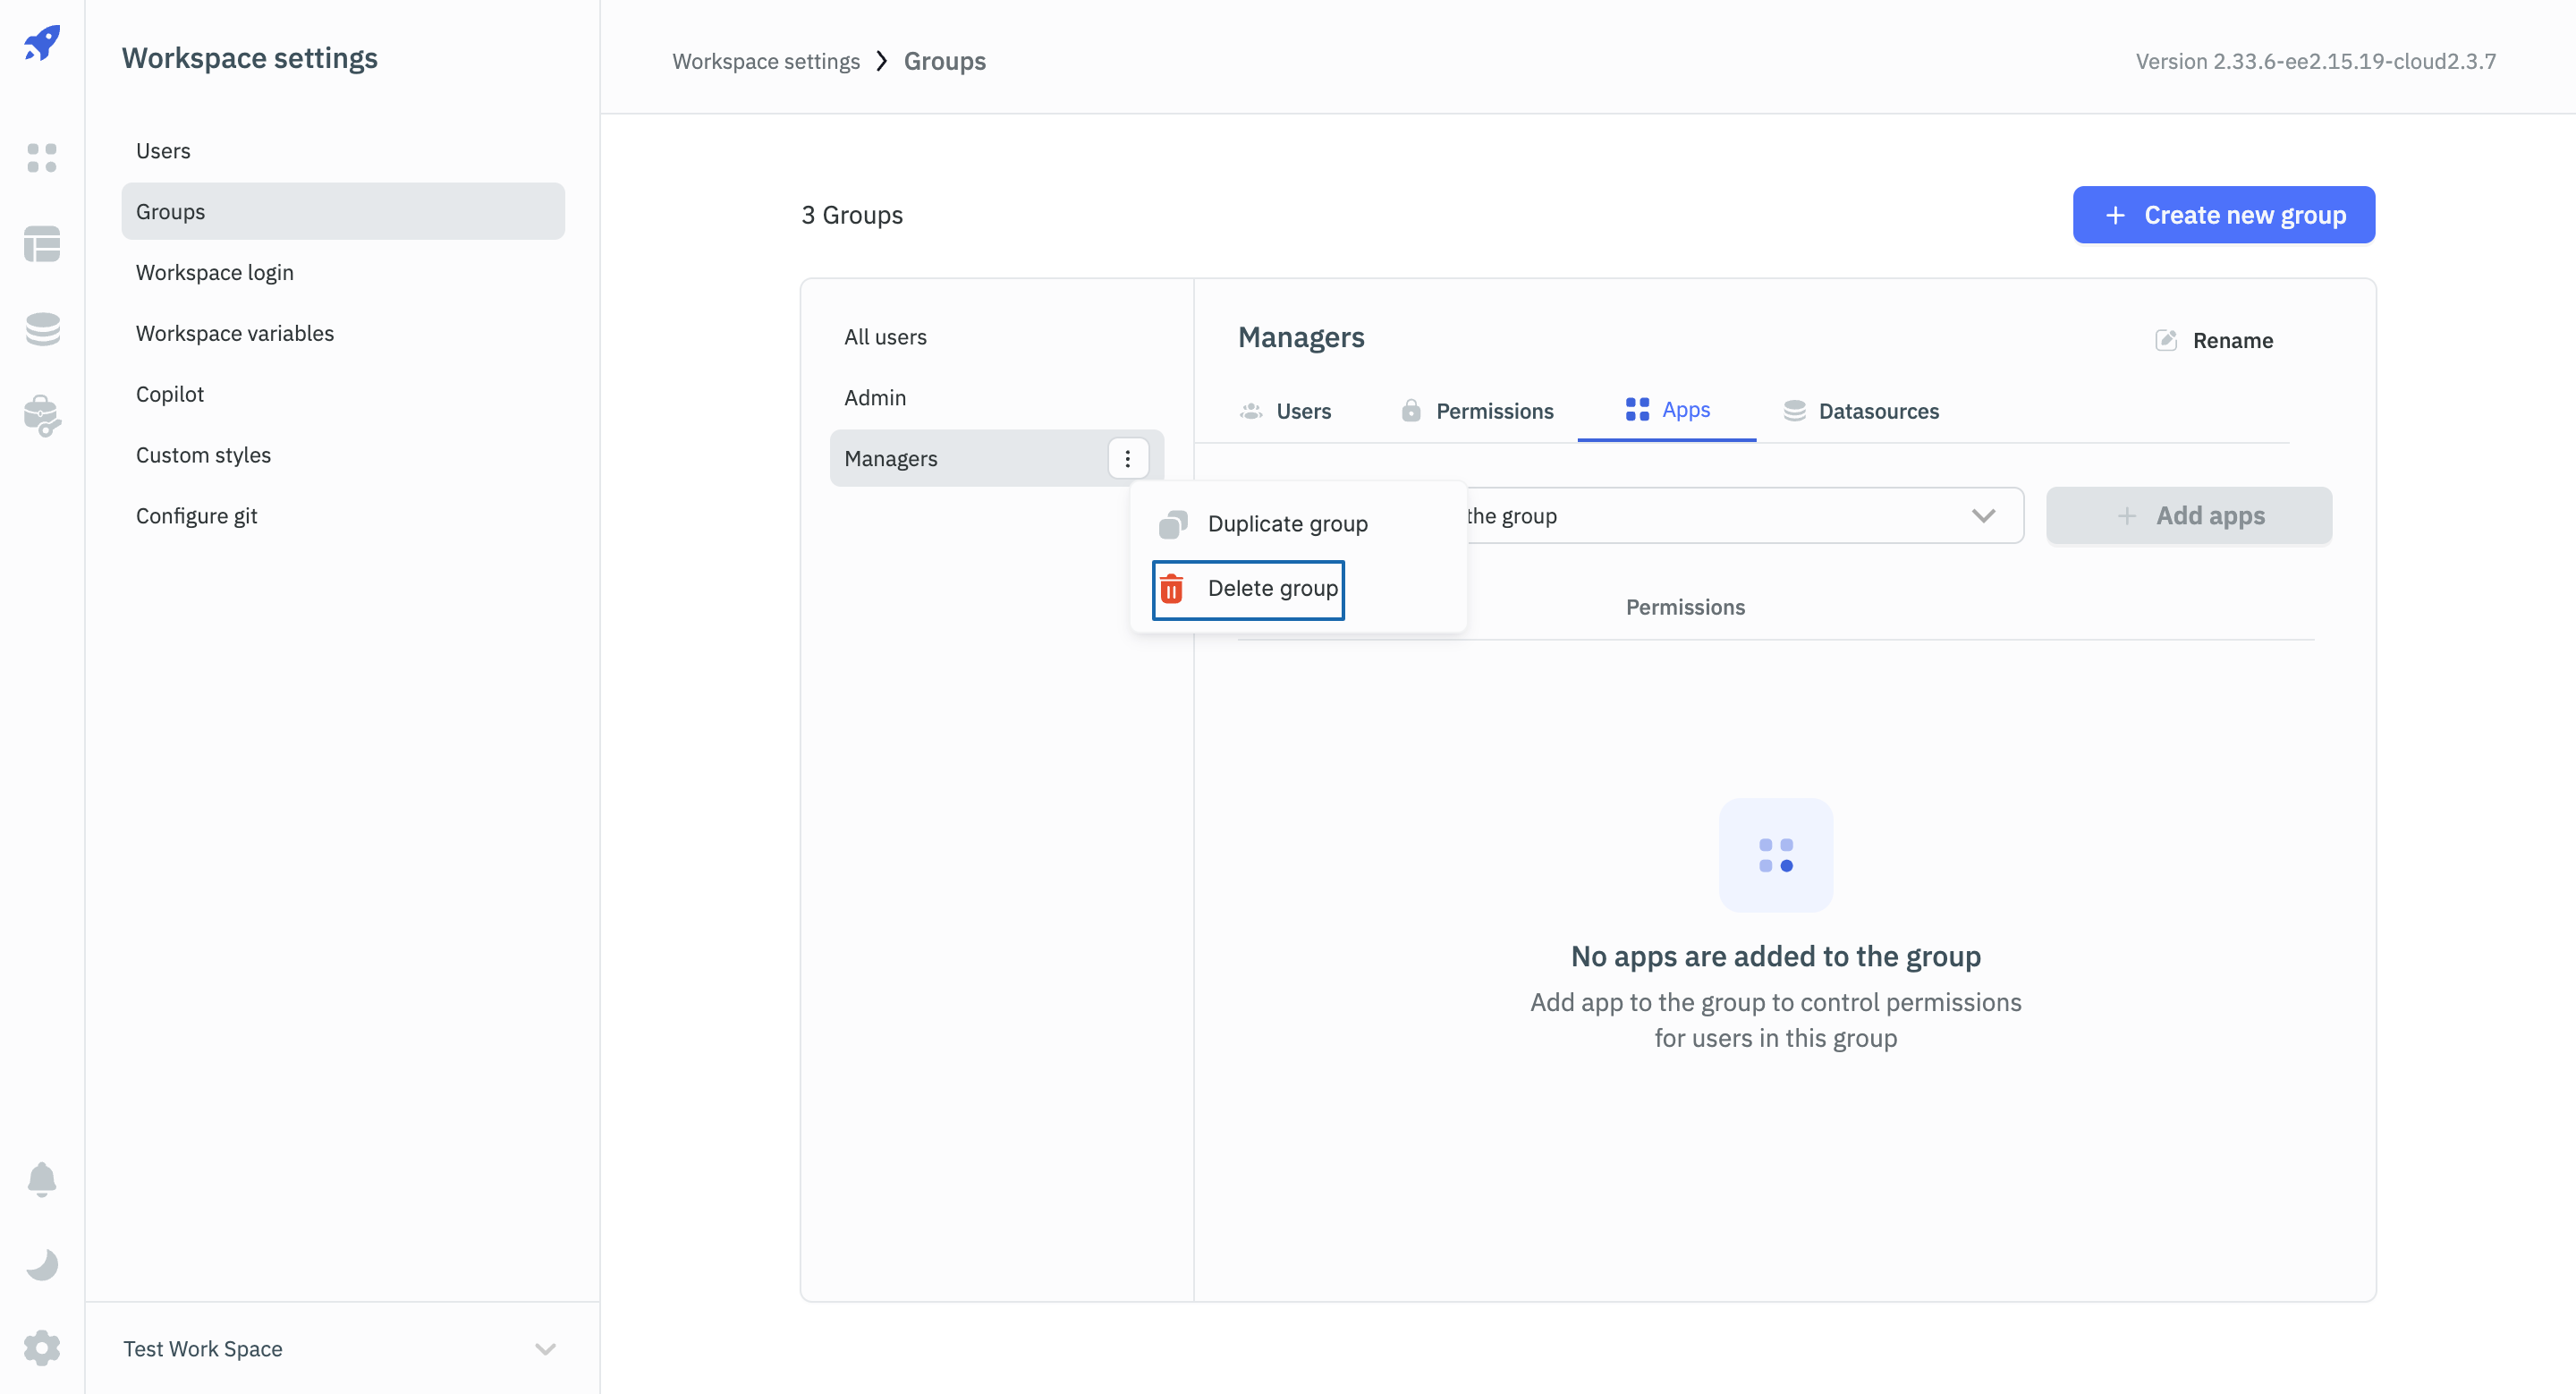 Workspace settings
Users
Groups
Workspace login
Workspace variables
Copilot
Custom styles
Configure git
Test Work Space
Workspace settings
Groups
Version 2.33.6-ee2.15.19-cloud2.3.7
3 Groups
Create new group
All users
Admin
Managers
Managers
Rename
Users
Permissions
Apps
Datasources
Duplicate group
Delete group
the group
Add apps
Permissions
No apps are added to the group
Add app to the group to control permissions
for users in this group